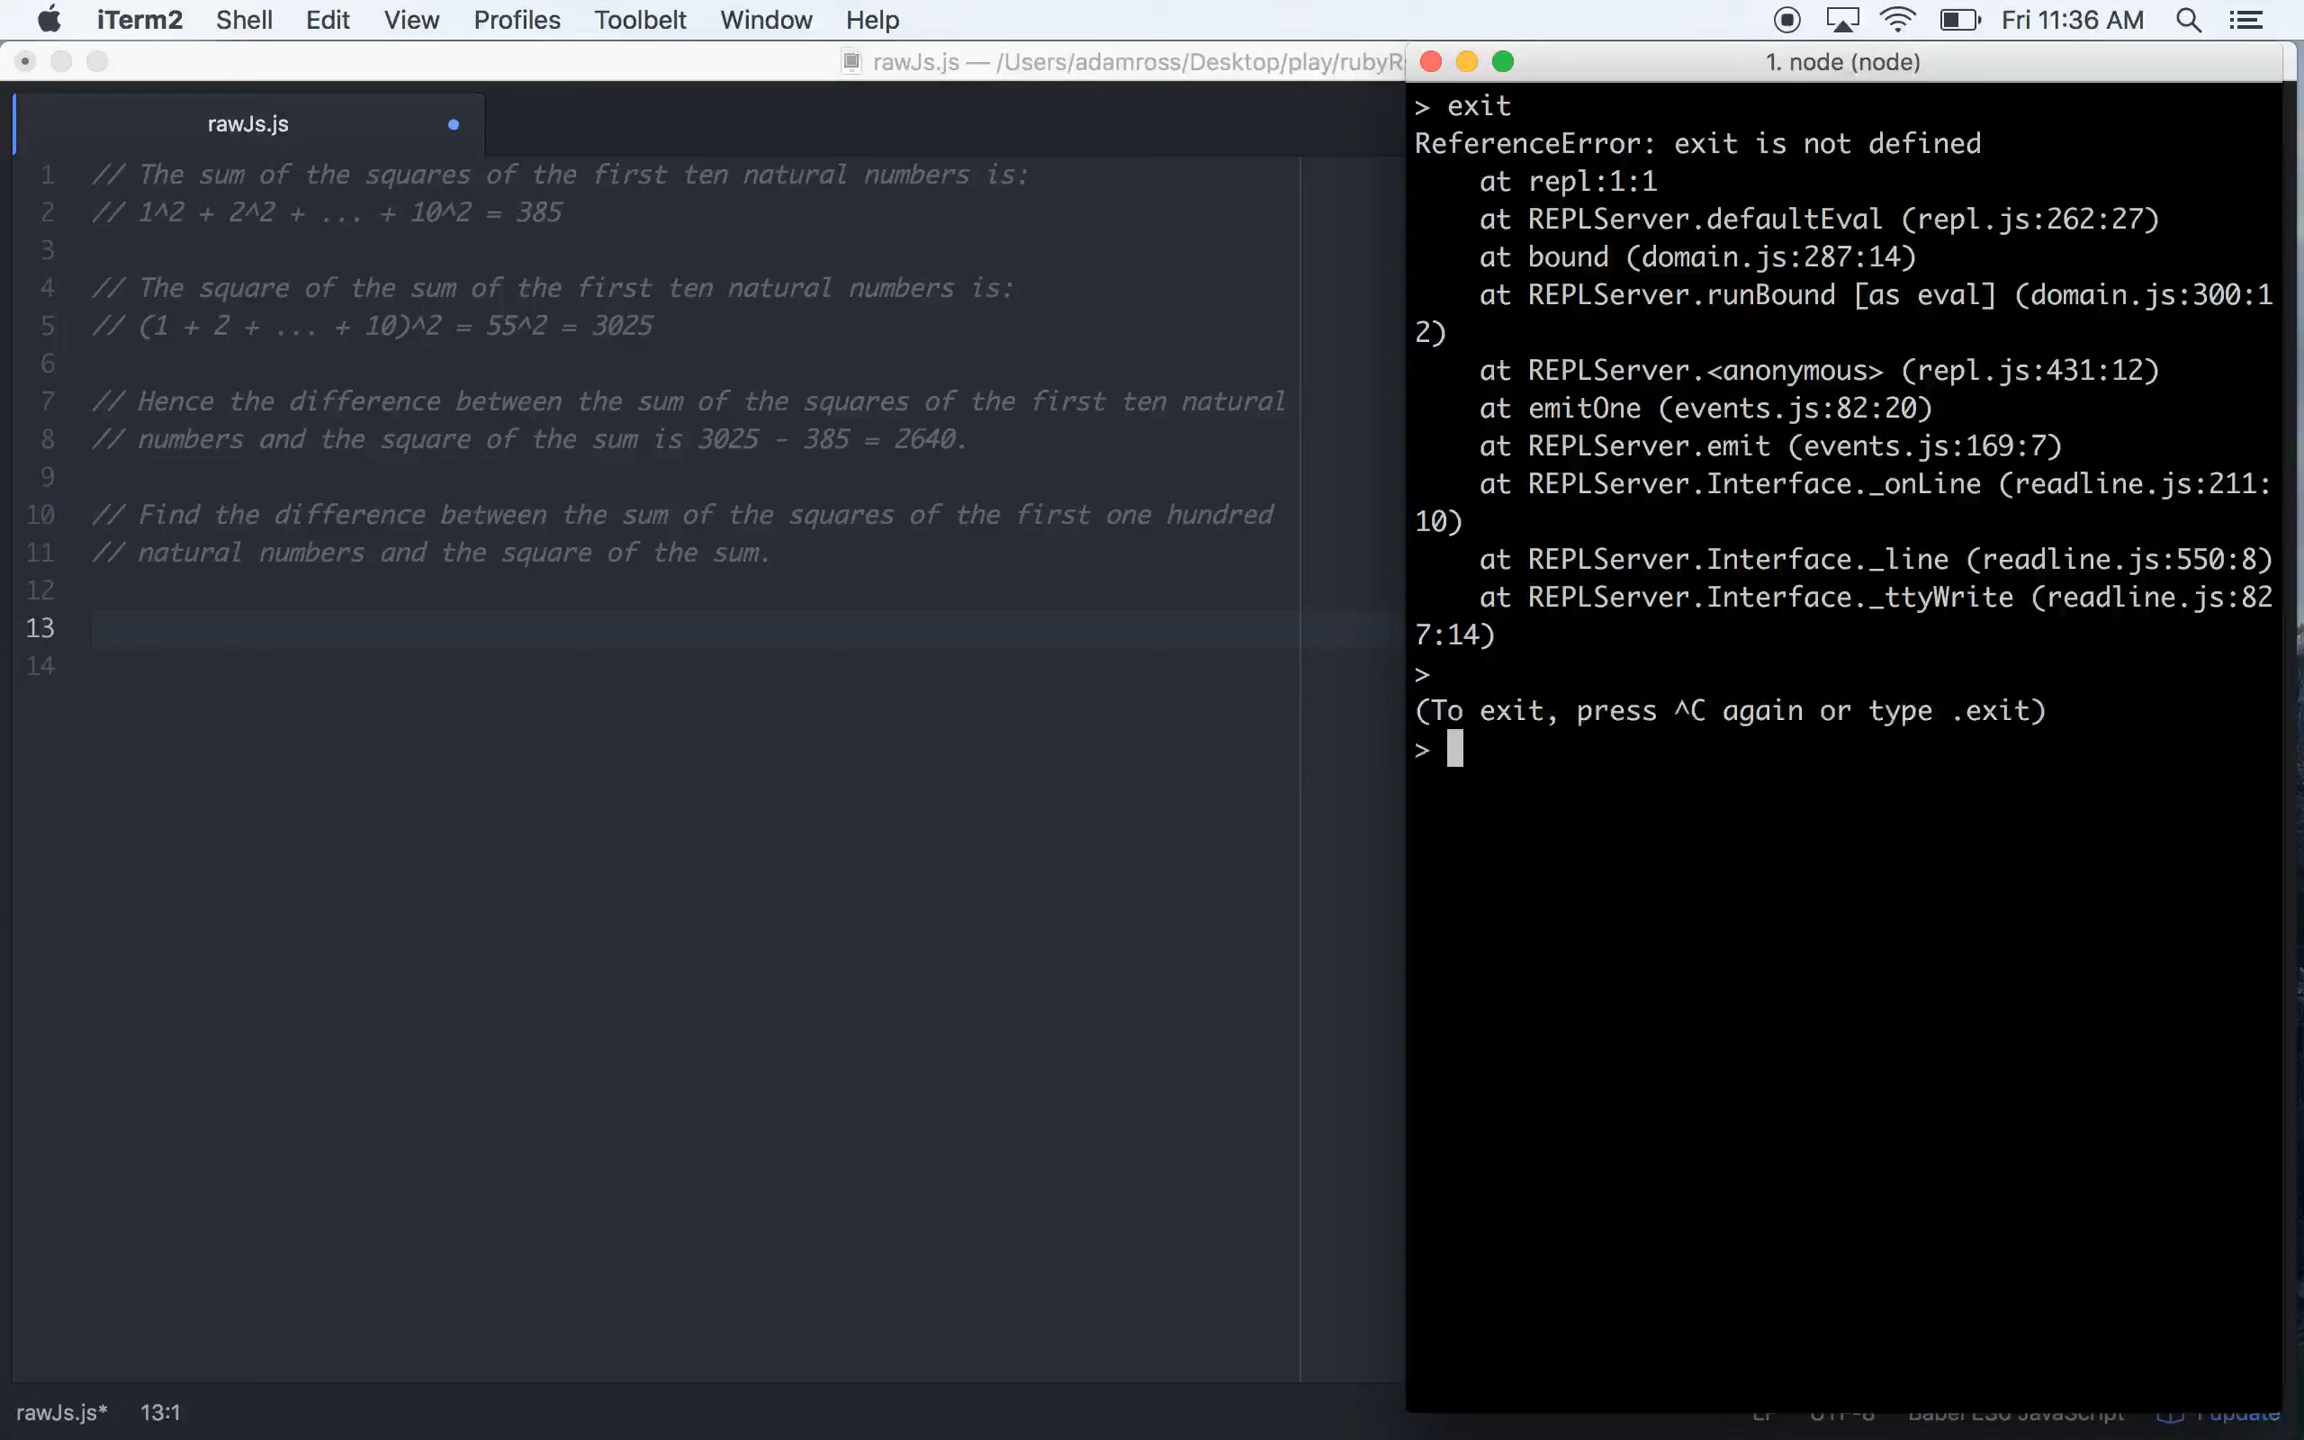 iTerm2 Shell Edit View Profiles Toolbelt Window Help Fri 11:36 AM
rawJs.js — /Users/adamross/Desktop/play/rubyR
1. node (node)
rawJs.js
1 // The sum of the squares of the first ten natural numbers is:
2 // 1^2 + 2^2 + ... + 10^2 = 385
3
4 // The square of the sum of the first ten natural numbers is:
5 // (1 + 2 + ... + 10)^2 = 55^2 = 3025
6
7 // Hence the difference between the sum of the squares of the first ten natural
8 // numbers and the square of the sum is 3025 - 385 = 2640.
9
10 // Find the difference between the sum of the squares of the first one hundred
11 // natural numbers and the square of the sum.
12
13
14
> exit
ReferenceError: exit is not defined
    at repl:1:1
    at REPLServer.defaultEval (repl.js:262:27)
    at bound (domain.js:287:14)
    at REPLServer.runBound [as eval] (domain.js:300:1
2)
    at REPLServer.<anonymous> (repl.js:431:12)
    at emitOne (events.js:82:20)
    at REPLServer.emit (events.js:169:7)
    at REPLServer.Interface._onLine (readline.js:211:
10)
    at REPLServer.Interface._line (readline.js:550:8)
    at REPLServer.Interface._ttyWrite (readline.js:82
7:14)
>
(To exit, press ^C again or type .exit)
>
rawJs.js* 13:1 LF UTF-8 Babel ES6 JavaScript 1 update